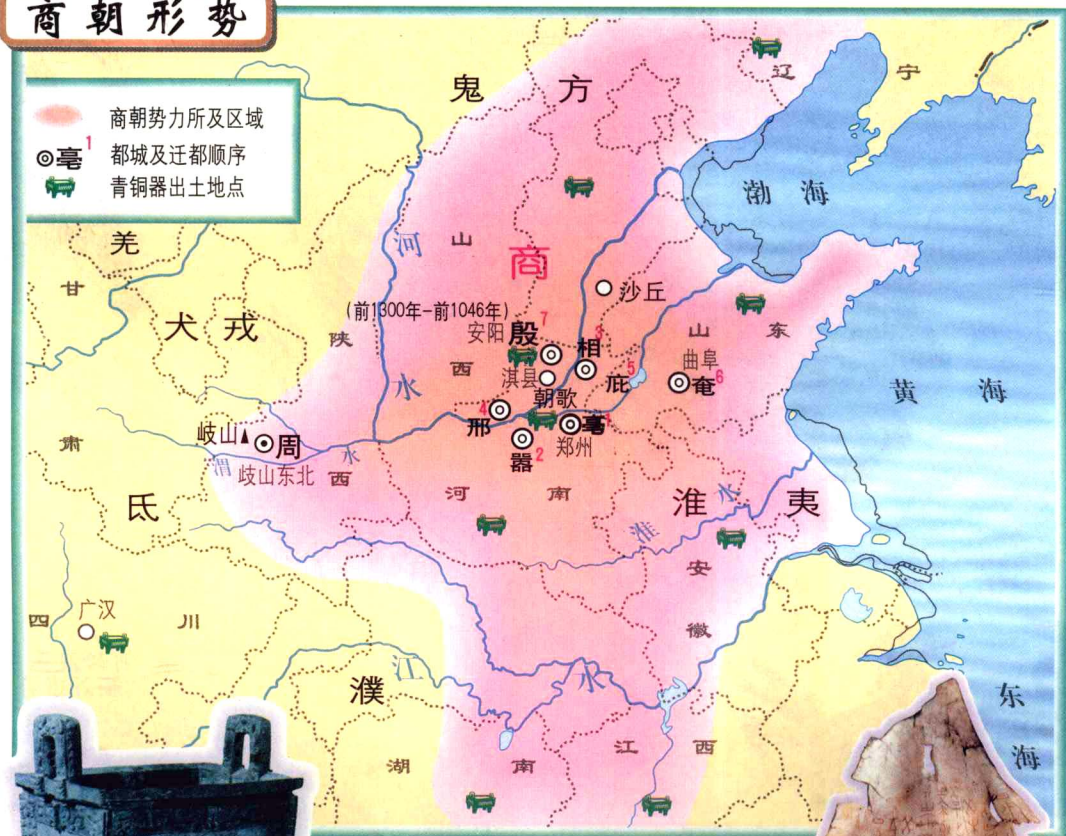 商朝形势
商朝势力所及区域
亳 1
都城及迁都顺序
青铜器出土地点
鬼方
辽宁
渤海
羌
河
山
商
甘
沙丘
(前1300年-前1046年)
犬戎
陕
安阳
殷 7
相 3
山东
西
曲阜
淇县
庇 5
奄 6
水
朝歌
黄海
邢 4
亳 1
岐山
周
郑州
肃
渭
水
嚣 2
岐山东北
西
河南
氐
淮夷
淮
水
安
广汉
四川
徽
江
水
濮
东
江西
湖南
海